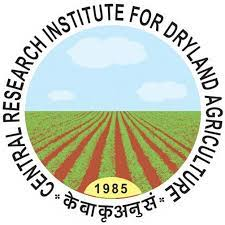 CENTRAL RESEARCH INSTITUTE FOR DRYLAND AGRICULTURE
1985
के बा कृ अनु सं